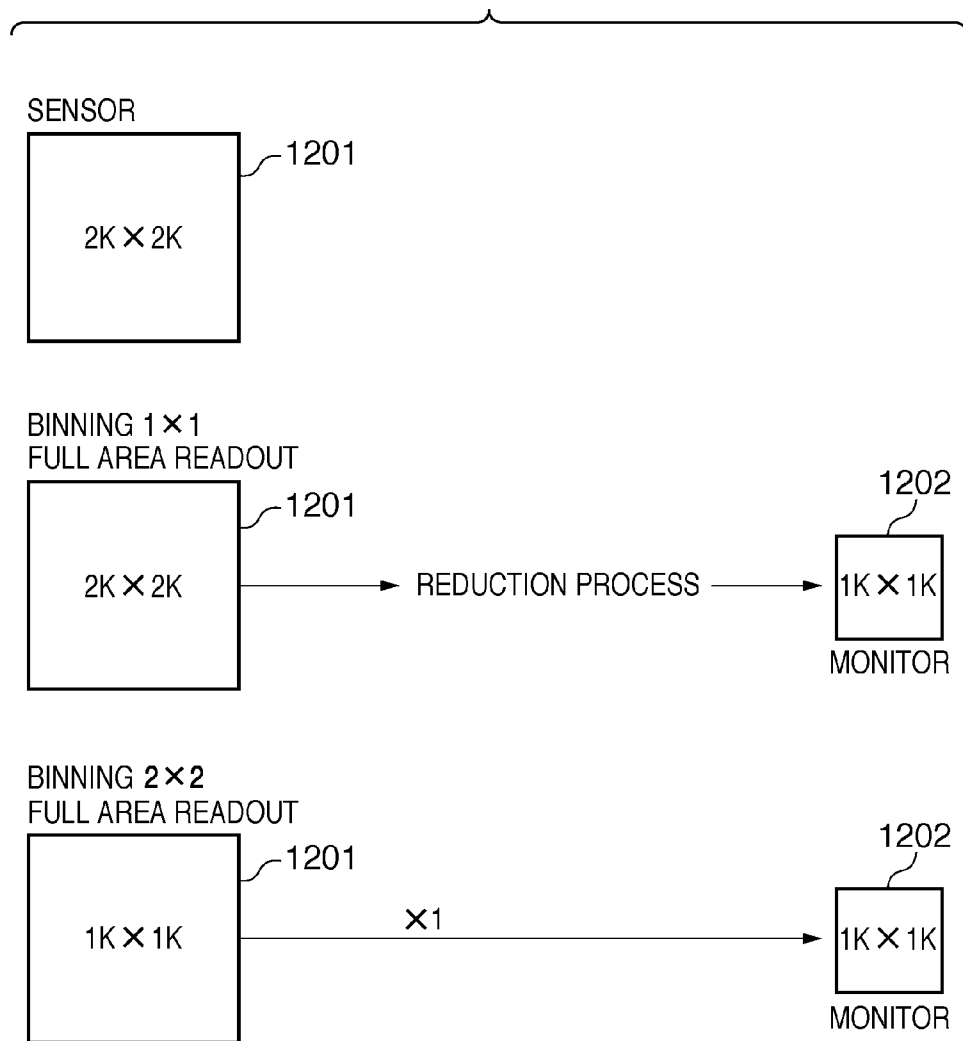 SENSOR
1201
2K × 2K
BINNING 1×1
FULL AREA READOUT
1201
2K × 2K
REDUCTION PROCESS
1202
1K × 1K
MONITOR
BINNING 2×2
FULL AREA READOUT
1201
1K × 1K
×1
1202
1K × 1K
MONITOR